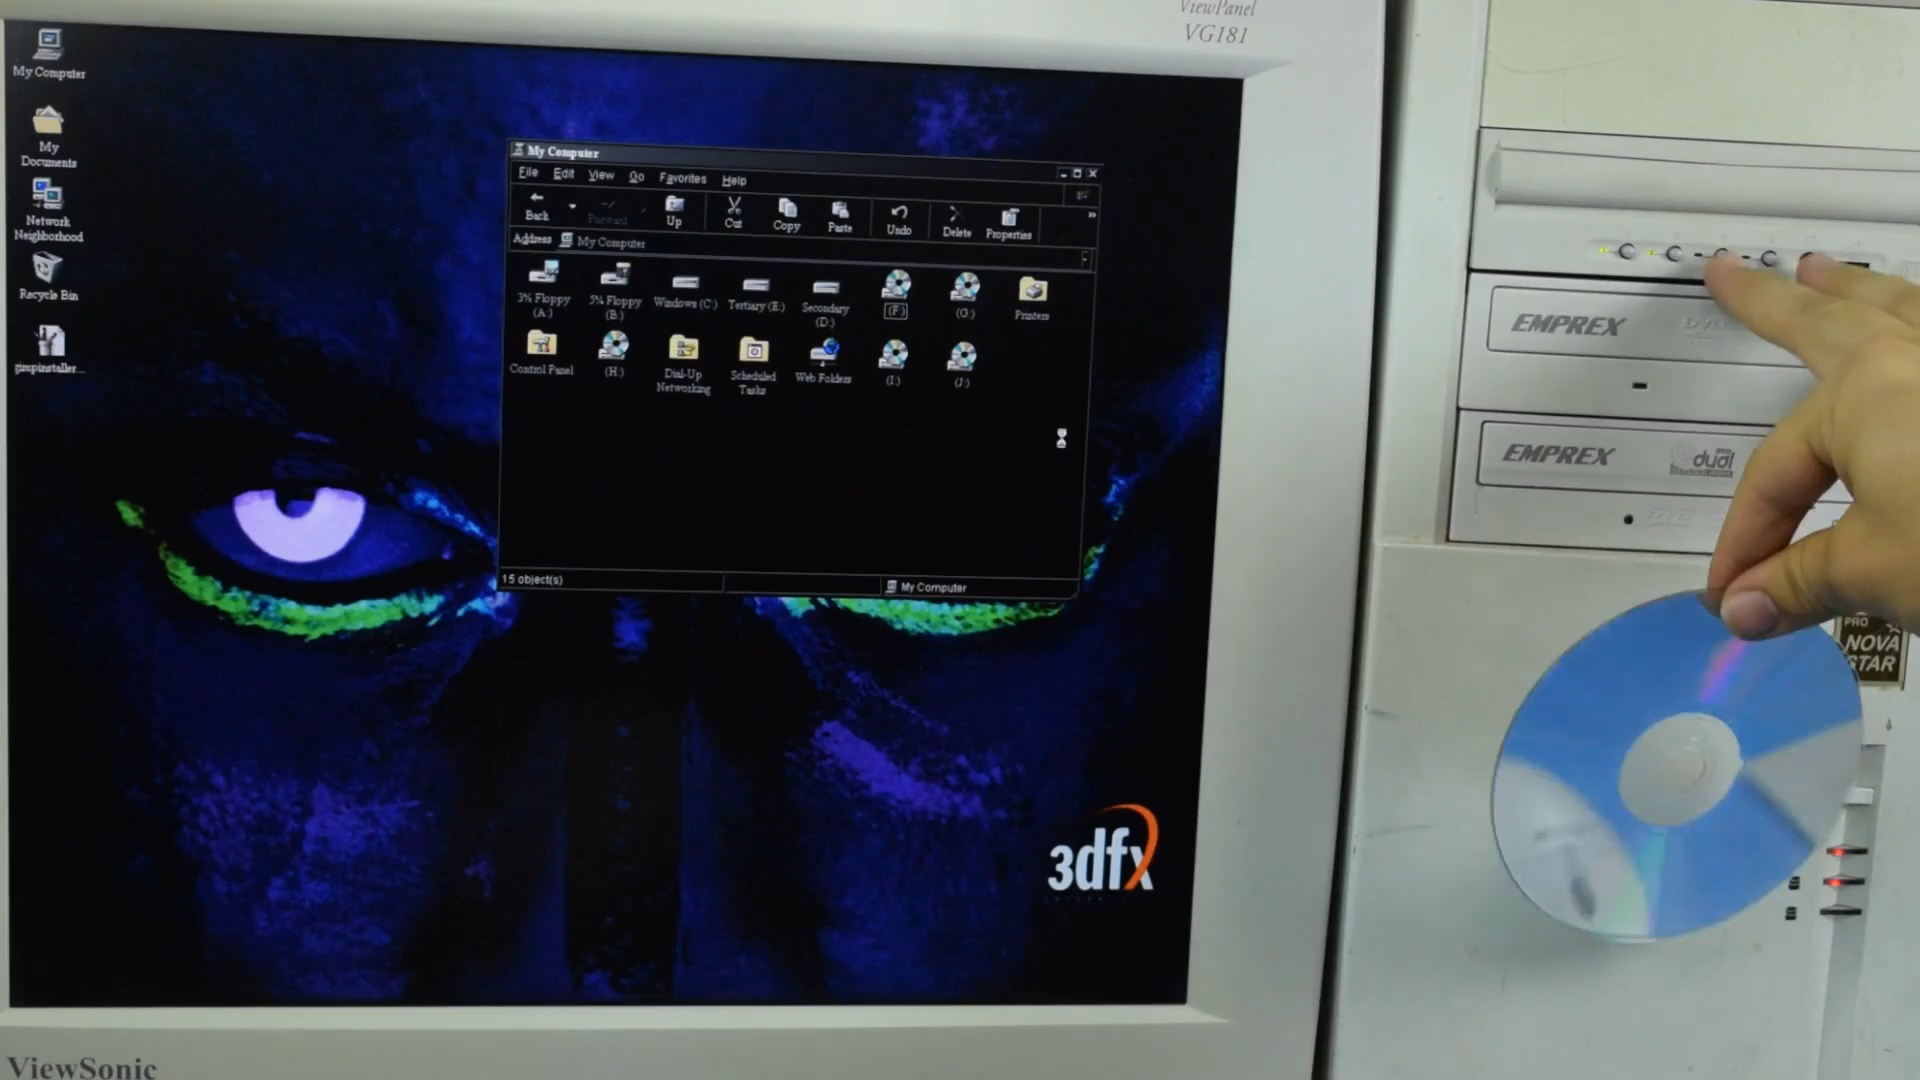 ViewPanel
VG181
My Computer
My
Documents
Network
Neighborhood
Recycle Bin
gimpinstaller...
My Computer
File Edit View Go Favorites Help
Back Forward Up Cut Copy Paste Undo Delete Properties »
Address My Computer
3½ Floppy
(A:)
5¼ Floppy
(B:)
Windows (C:)
Tertiary (E:)
Secondary
(D:)
(F:)
(G:)
Printers
Control Panel
(H:)
Dial-Up
Networking
Scheduled
Tasks
Web Folders
(I:)
(J:)
15 object(s)
My Computer
3dfx
ViewSonic
EMPREX
EMPREX
dual
PRO
NOVA
STAR